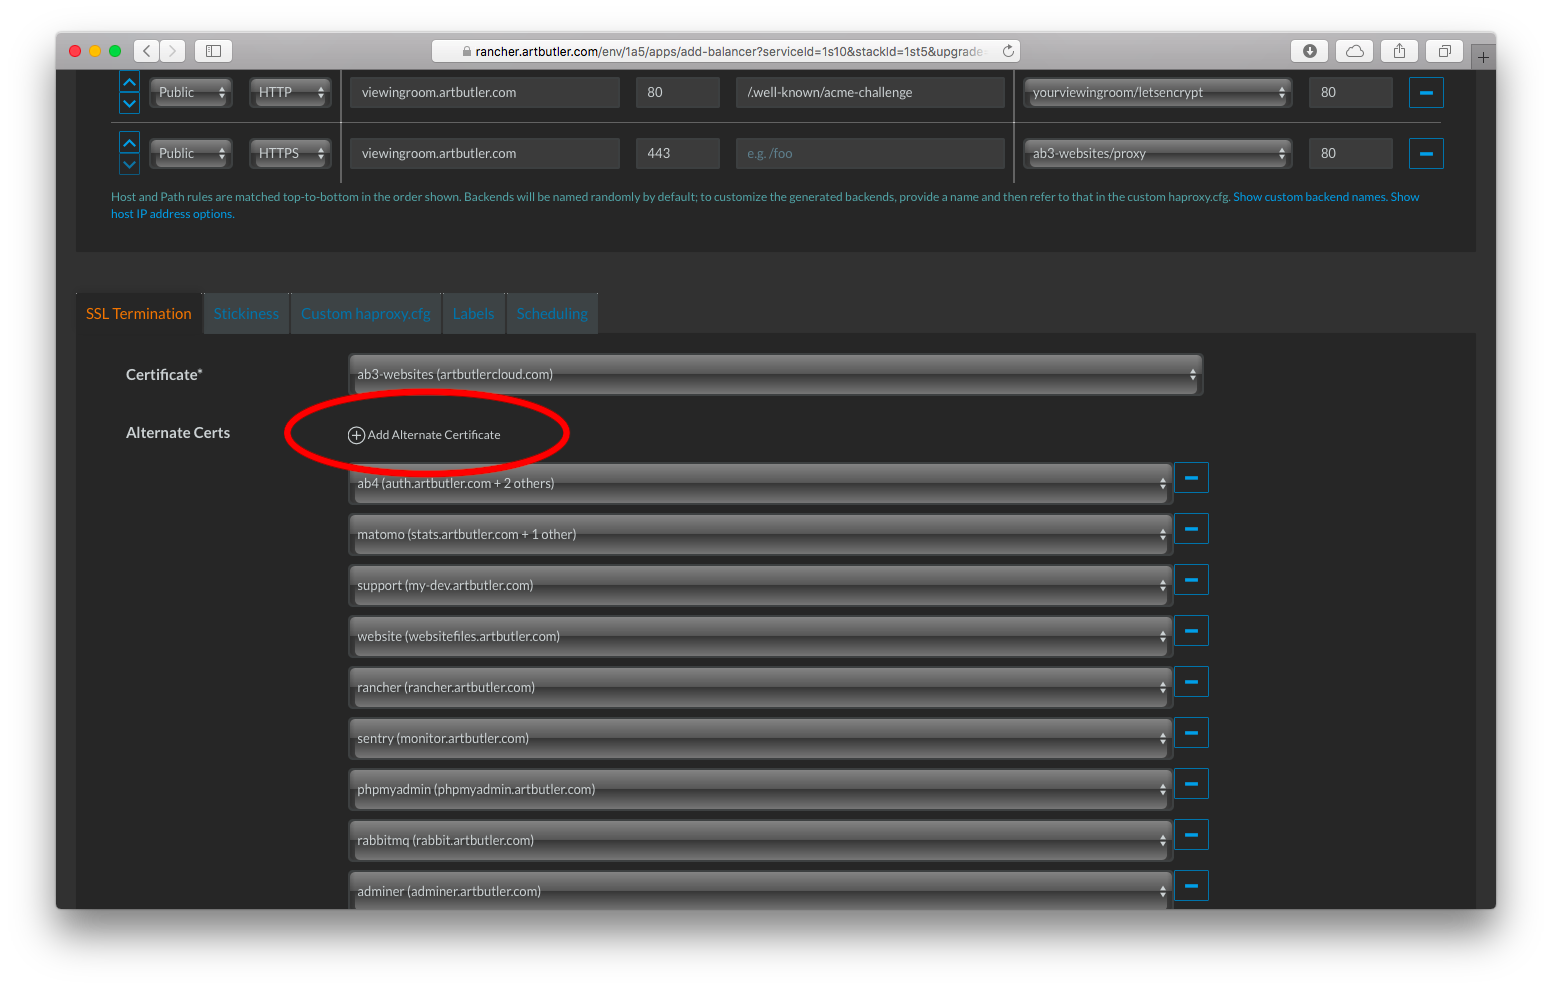 rancher.artbutler.com/env/1a5/apps/add-balancer?serviceId=1s10&stackId=1st5&upgrade
Public HTTP viewingroom.artbutler.com 80 /.well-known/acme-challenge yourviewingroom/letsencrypt 80
Public HTTPS viewingroom.artbutler.com 443 e.g. /foo ab3-websites/proxy 80
Host and Path rules are matched top-to-bottom in the order shown. Backends will be named randomly by default; to customize the generated backends, provide a name and then refer to that in the custom haproxy.cfg. Show custom backend names. Show
host IP address options.
SSL Termination Stickiness Custom haproxy.cfg Labels Scheduling
Certificate* ab3-websites (artbutlercloud.com)
Alternate Certs Add Alternate Certificate
ab4 (auth.artbutler.com + 2 others)
matomo (stats.artbutler.com + 1 other)
support (my-dev.artbutler.com)
website (websitefiles.artbutler.com)
rancher (rancher.artbutler.com)
sentry (monitor.artbutler.com)
phpmyadmin (phpmyadmin.artbutler.com)
rabbitmq (rabbit.artbutler.com)
adminer (adminer.artbutler.com)